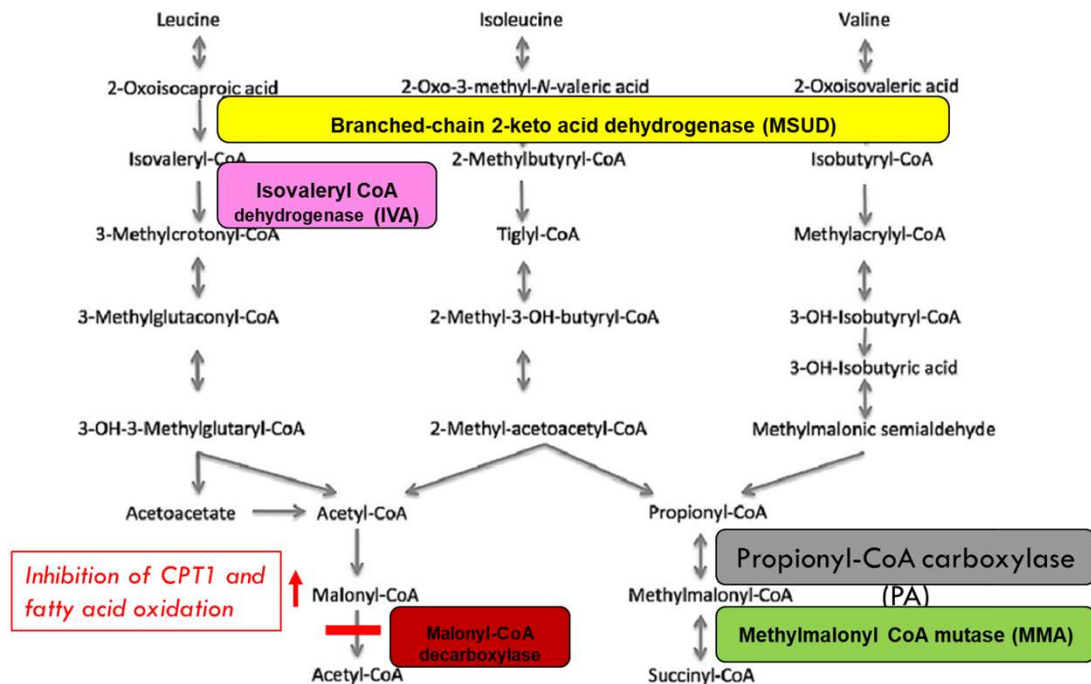 Leucine
Isoleucine
Valine
2-Oxoisocaproic acid
2-Oxo-3-methyl-N-valeric acid
2-Oxoisovaleric acid
Branched-chain 2-keto acid dehydrogenase (MSUD)
Isovaleryl-CoA
2-Methylbutyryl-CoA
Isobutyryl-CoA
Isovaleryl CoA
dehydrogenase (IVA)
3-Methylcrotonyl-CoA
Tiglyl-CoA
Methylacrylyl-CoA
3-Methylglutaconyl-CoA
2-Methyl-3-OH-butyryl-CoA
3-OH-Isobutyryl-CoA
3-OH-Isobutyric acid
3-OH-3-Methylglutaryl-CoA
2-Methyl-acetoacetyl-CoA
Methylmalonic semialdehyde
Acetoacetate
Acetyl-CoA
Propionyl-CoA
Inhibition of CPT1 and
fatty acid oxidation
Malonyl-CoA
Methylmalonyl-CoA
Propionyl-CoA carboxylase
(PA)
Malonyl-CoA
decarboxylase
Methylmalonyl CoA mutase (MMA)
Acetyl-CoA
Succinyl-CoA